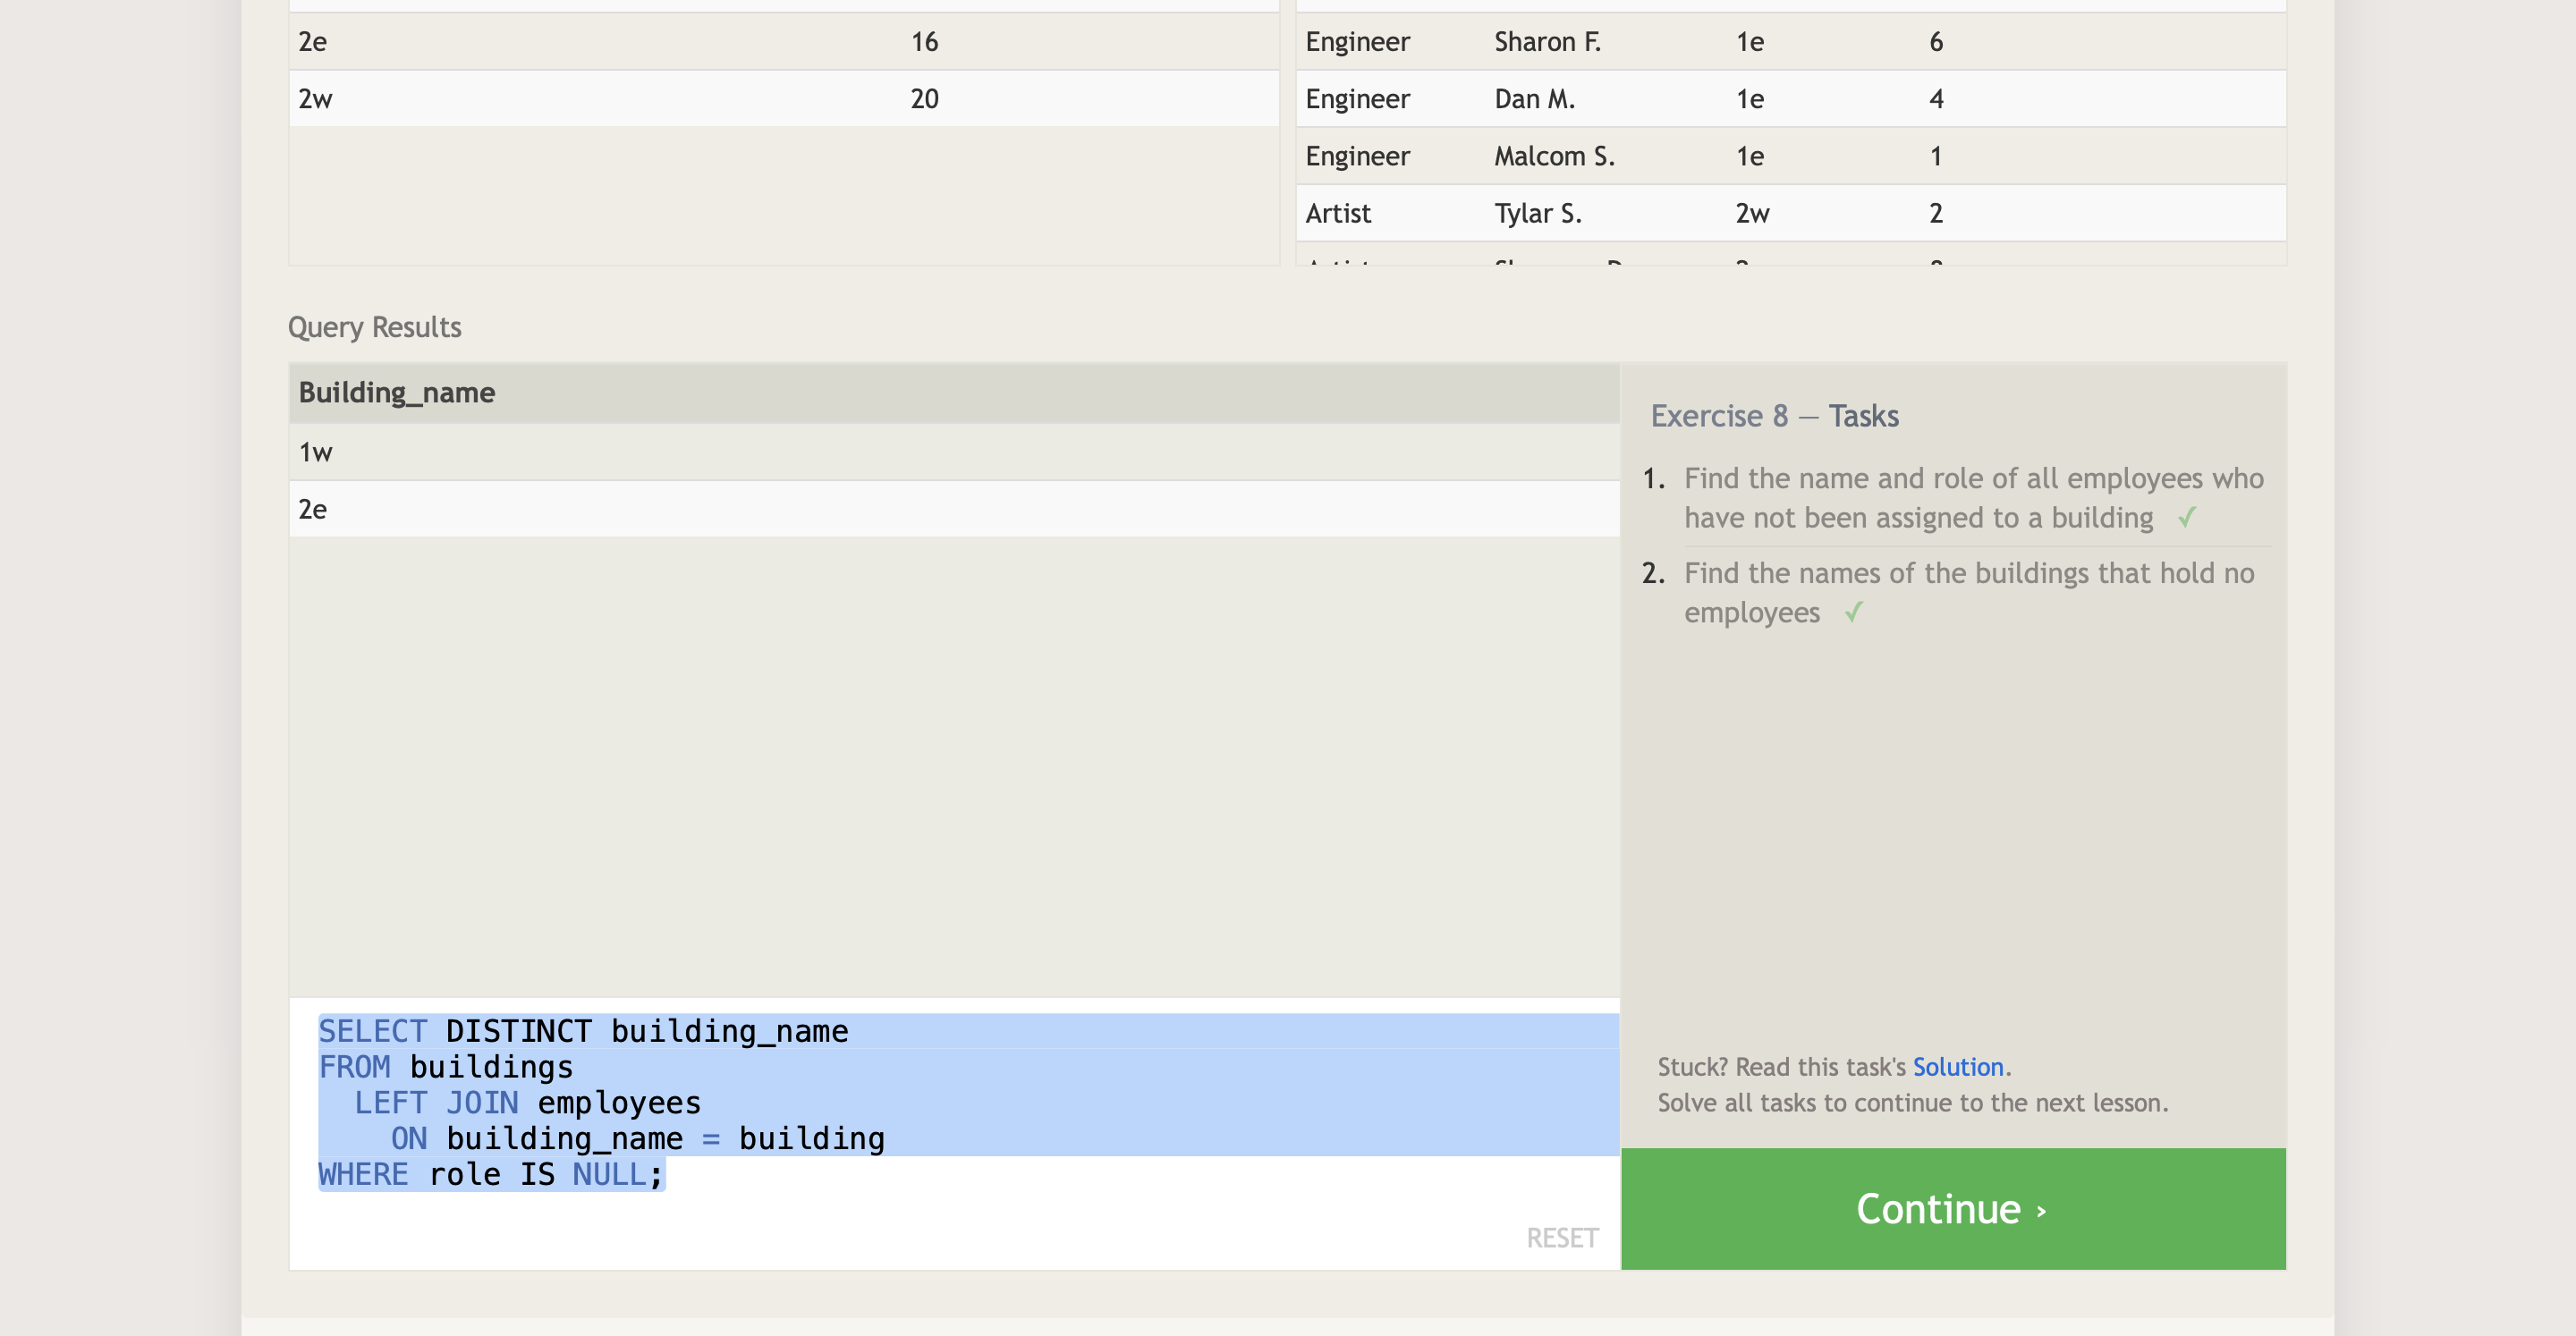 2e 16
2w 20
Engineer Sharon F. 1e 6
Engineer Dan M. 1e 4
Engineer Malcom S. 1e 1
Artist Tylar S. 2w 2
Query Results
Building_name
1w
2e
SELECT DISTINCT building_name
FROM buildings
LEFT JOIN employees
ON building_name = building
WHERE role IS NULL;
RESET
Exercise 8 — Tasks
1. Find the name and role of all employees who
have not been assigned to a building ✓
2. Find the names of the buildings that hold no
employees ✓
Stuck? Read this task's Solution.
Solve all tasks to continue to the next lesson.
Continue ›